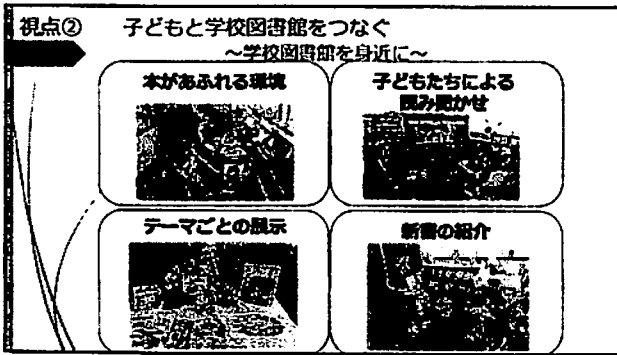 視点②
子どもと学校図書館をつなぐ
~学校図書館を身近に~
本があふれる環境
子どもたちによる
読み聞かせ
テーマごとの展示
新書の紹介